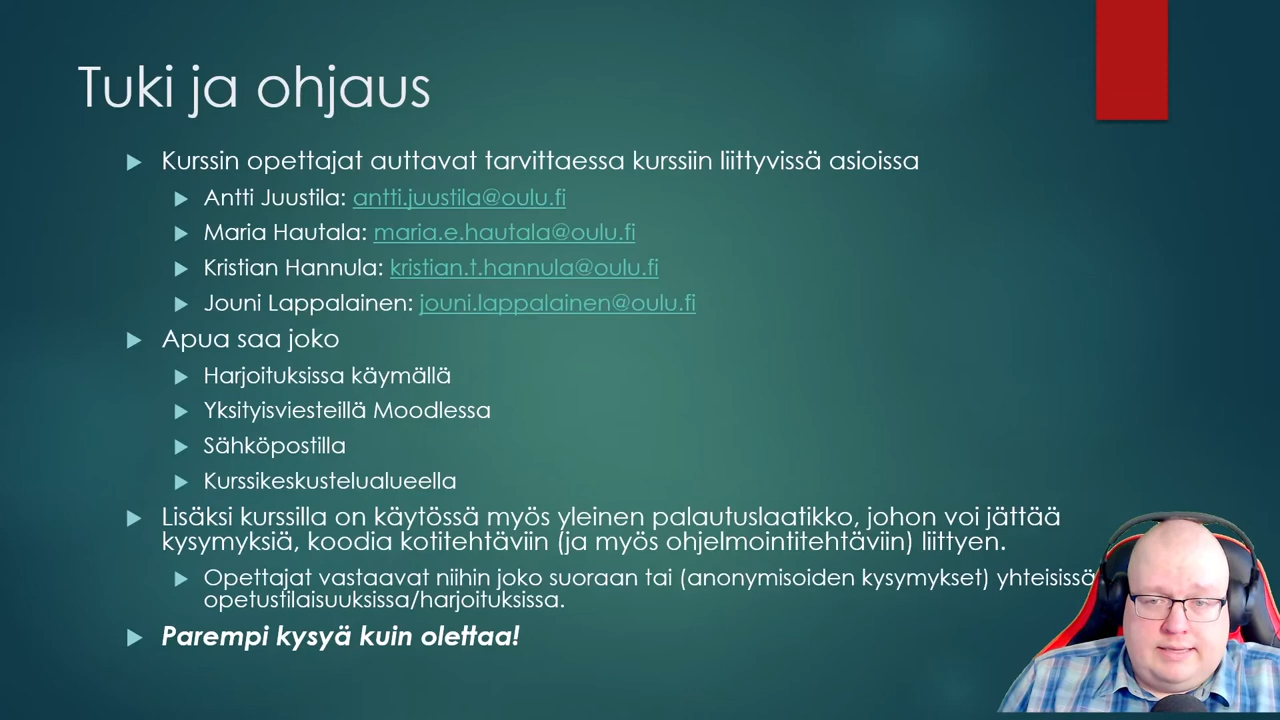 Tuki ja ohjaus
Kurssin opettajat auttavat tarvittaessa kurssiin liittyvissä asioissa
Antti Juustila: antti.juustila@oulu.fi
Maria Hautala: maria.e.hautala@oulu.fi
Kristian Hannula: kristian.t.hannula@oulu.fi
Jouni Lappalainen: jouni.lappalainen@oulu.fi
Apua saa joko
Harjoituksissa käymällä
Yksityisviesteillä Moodlessa
Sähköpostilla
Kurssikeskustelualueella
Lisäksi kurssilla on käytössä myös yleinen palautuslaatikko, johon voi jättää
kysymyksiä, koodia kotitehtäviin (ja myös ohjelmointitehtäviin) liittyen.
Opettajat vastaavat niihin joko suoraan tai (anonymisoiden kysymykset) yhteisissä
opetustilaisuuksissa/harjoituksissa.
Parempi kysyä kuin olettaa!